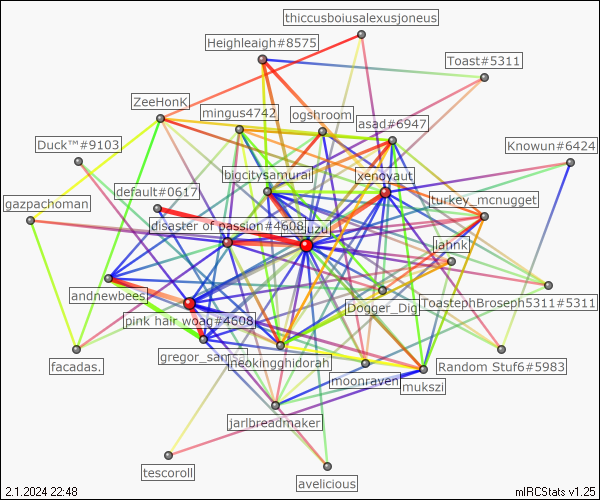 thiccusboiusalexusjoneus
Heighleaigh#8575
Toast#5311
ZeeHonK
mingus4742
ogshroom
asad#6947
Duck™#9103
Knowun#6424
bigcitysamurai
xenoyaut
default#0617
turkey_mcnugget
gazpachoman
disaster of passion#4608
uzu
lahnk
andnewbees
ToastephBroseph5311#5311
Dogger_Dig
pink hair woag#4608
gregor_samsa
neokingghidorah
facadas.
Random Stuf6#5983
moonraven
mukszi
jarlbreadmaker
tescoroll
avelicious
2.1.2024 22:48
mIRCStats v1.25